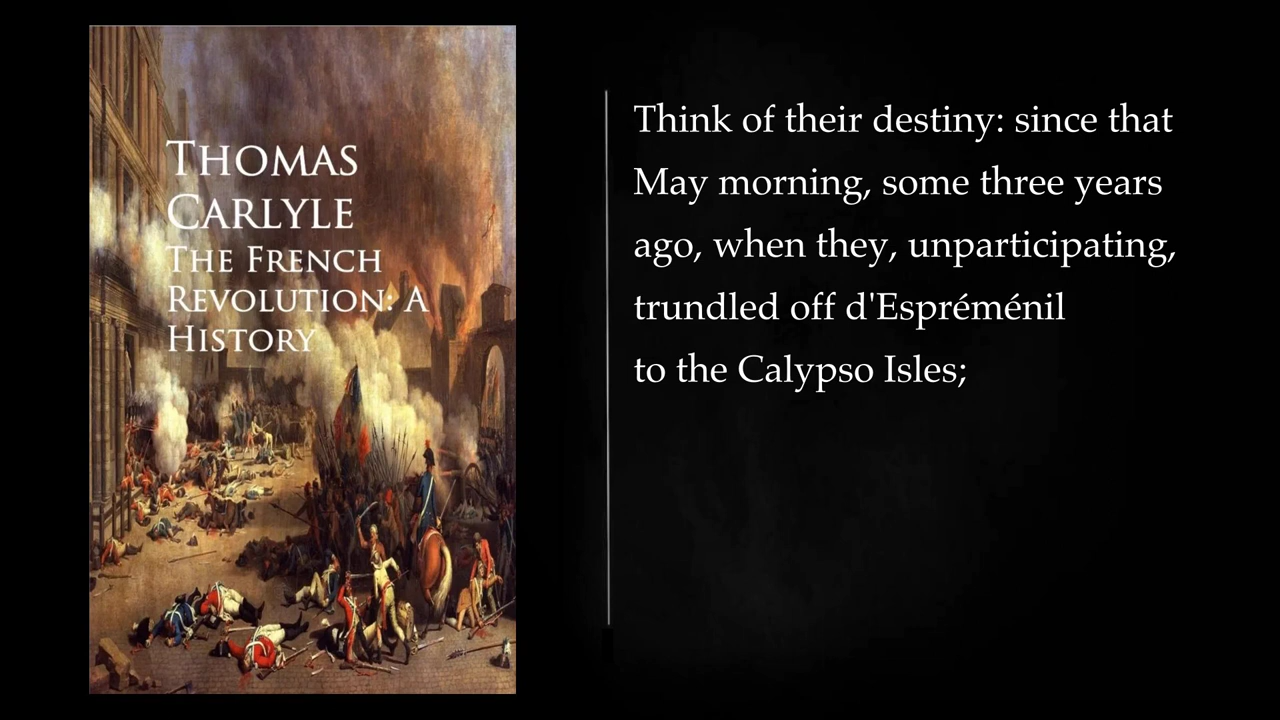 THOMAS
CARLYLE
THE FRENCH
REVOLUTION: A
HISTORY
Think of their destiny: since that
May morning, some three years
ago, when they, unparticipating,
trundled off d'Espréménil
to the Calypso Isles;